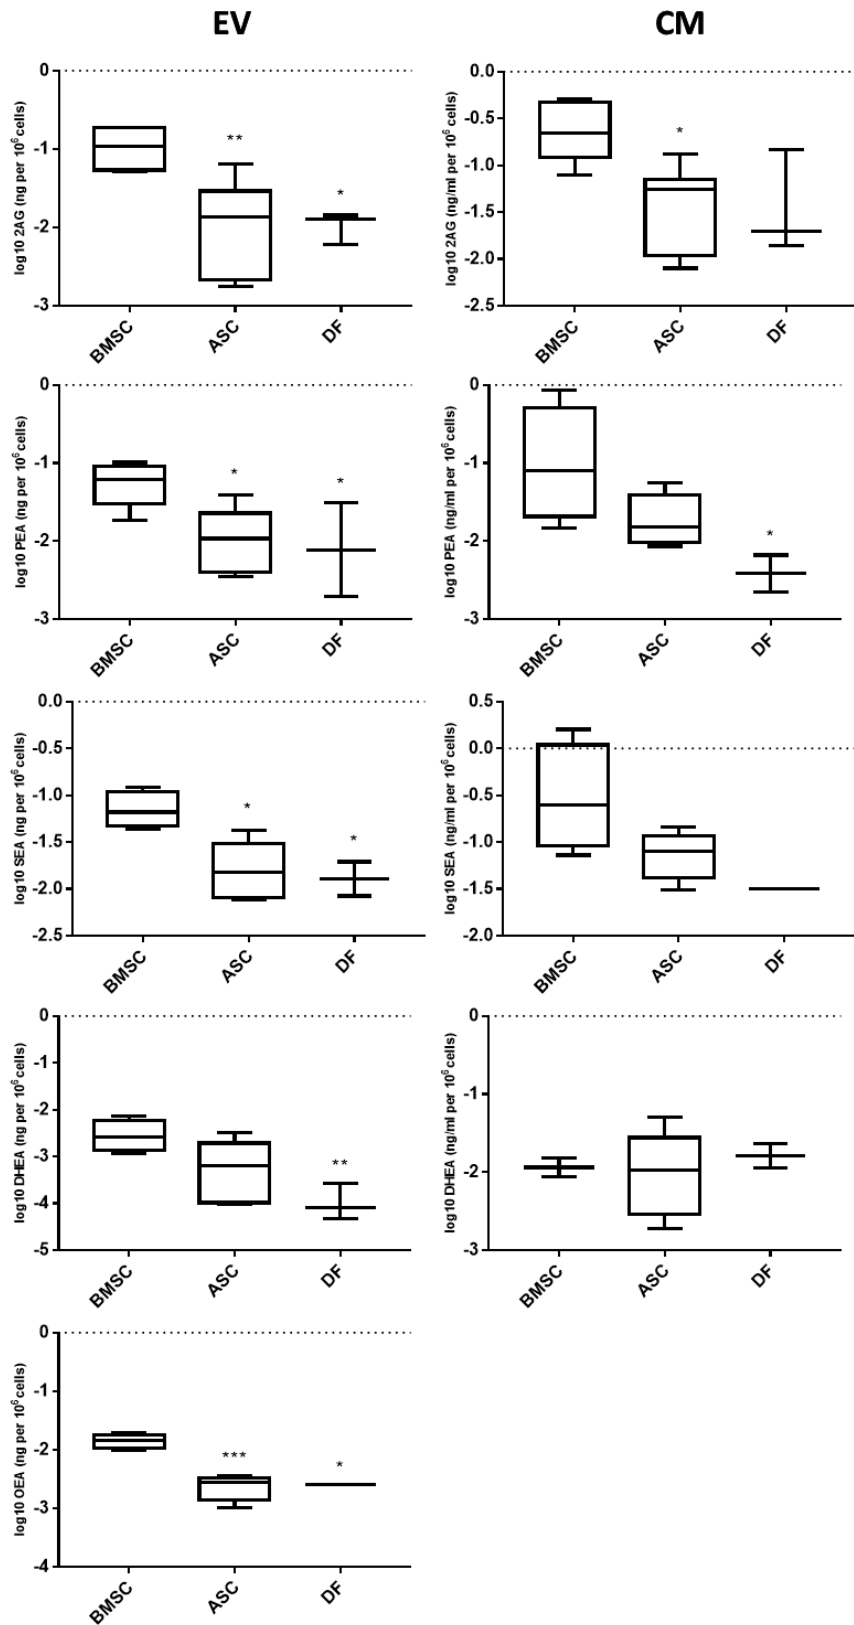 EV CM
log10 2AG (ng per 10⁶ cells)
0
-1
-2
-3
**
*
BMSC ASC DF
log10 2AG (ng/ml per 10⁶ cells)
0.0
-0.5
-1.0
-1.5
-2.0
-2.5
*
BMSC ASC DF
log10 PEA (ng per 10⁶ cells)
0
-1
-2
-3
*
*
BMSC ASC DF
log10 PEA (ng/ml per 10⁶ cells)
0
-1
-2
-3
*
BMSC ASC DF
log10 SEA (ng per 10⁶ cells)
0.0
-0.5
-1.0
-1.5
-2.0
-2.5
*
*
BMSC ASC DF
log10 SEA (ng/ml per 10⁶ cells)
0.5
0.0
-0.5
-1.0
-1.5
-2.0
BMSC ASC DF
log10 DHEA (ng per 10⁶ cells)
0
-1
-2
-3
-4
-5
**
BMSC ASC DF
log10 DHEA (ng/ml per 10⁶ cells)
0
-1
-2
-3
BMSC ASC DF
log10 OEA (ng per 10⁶ cells)
0
-1
-2
-3
-4
***
*
BMSC ASC DF